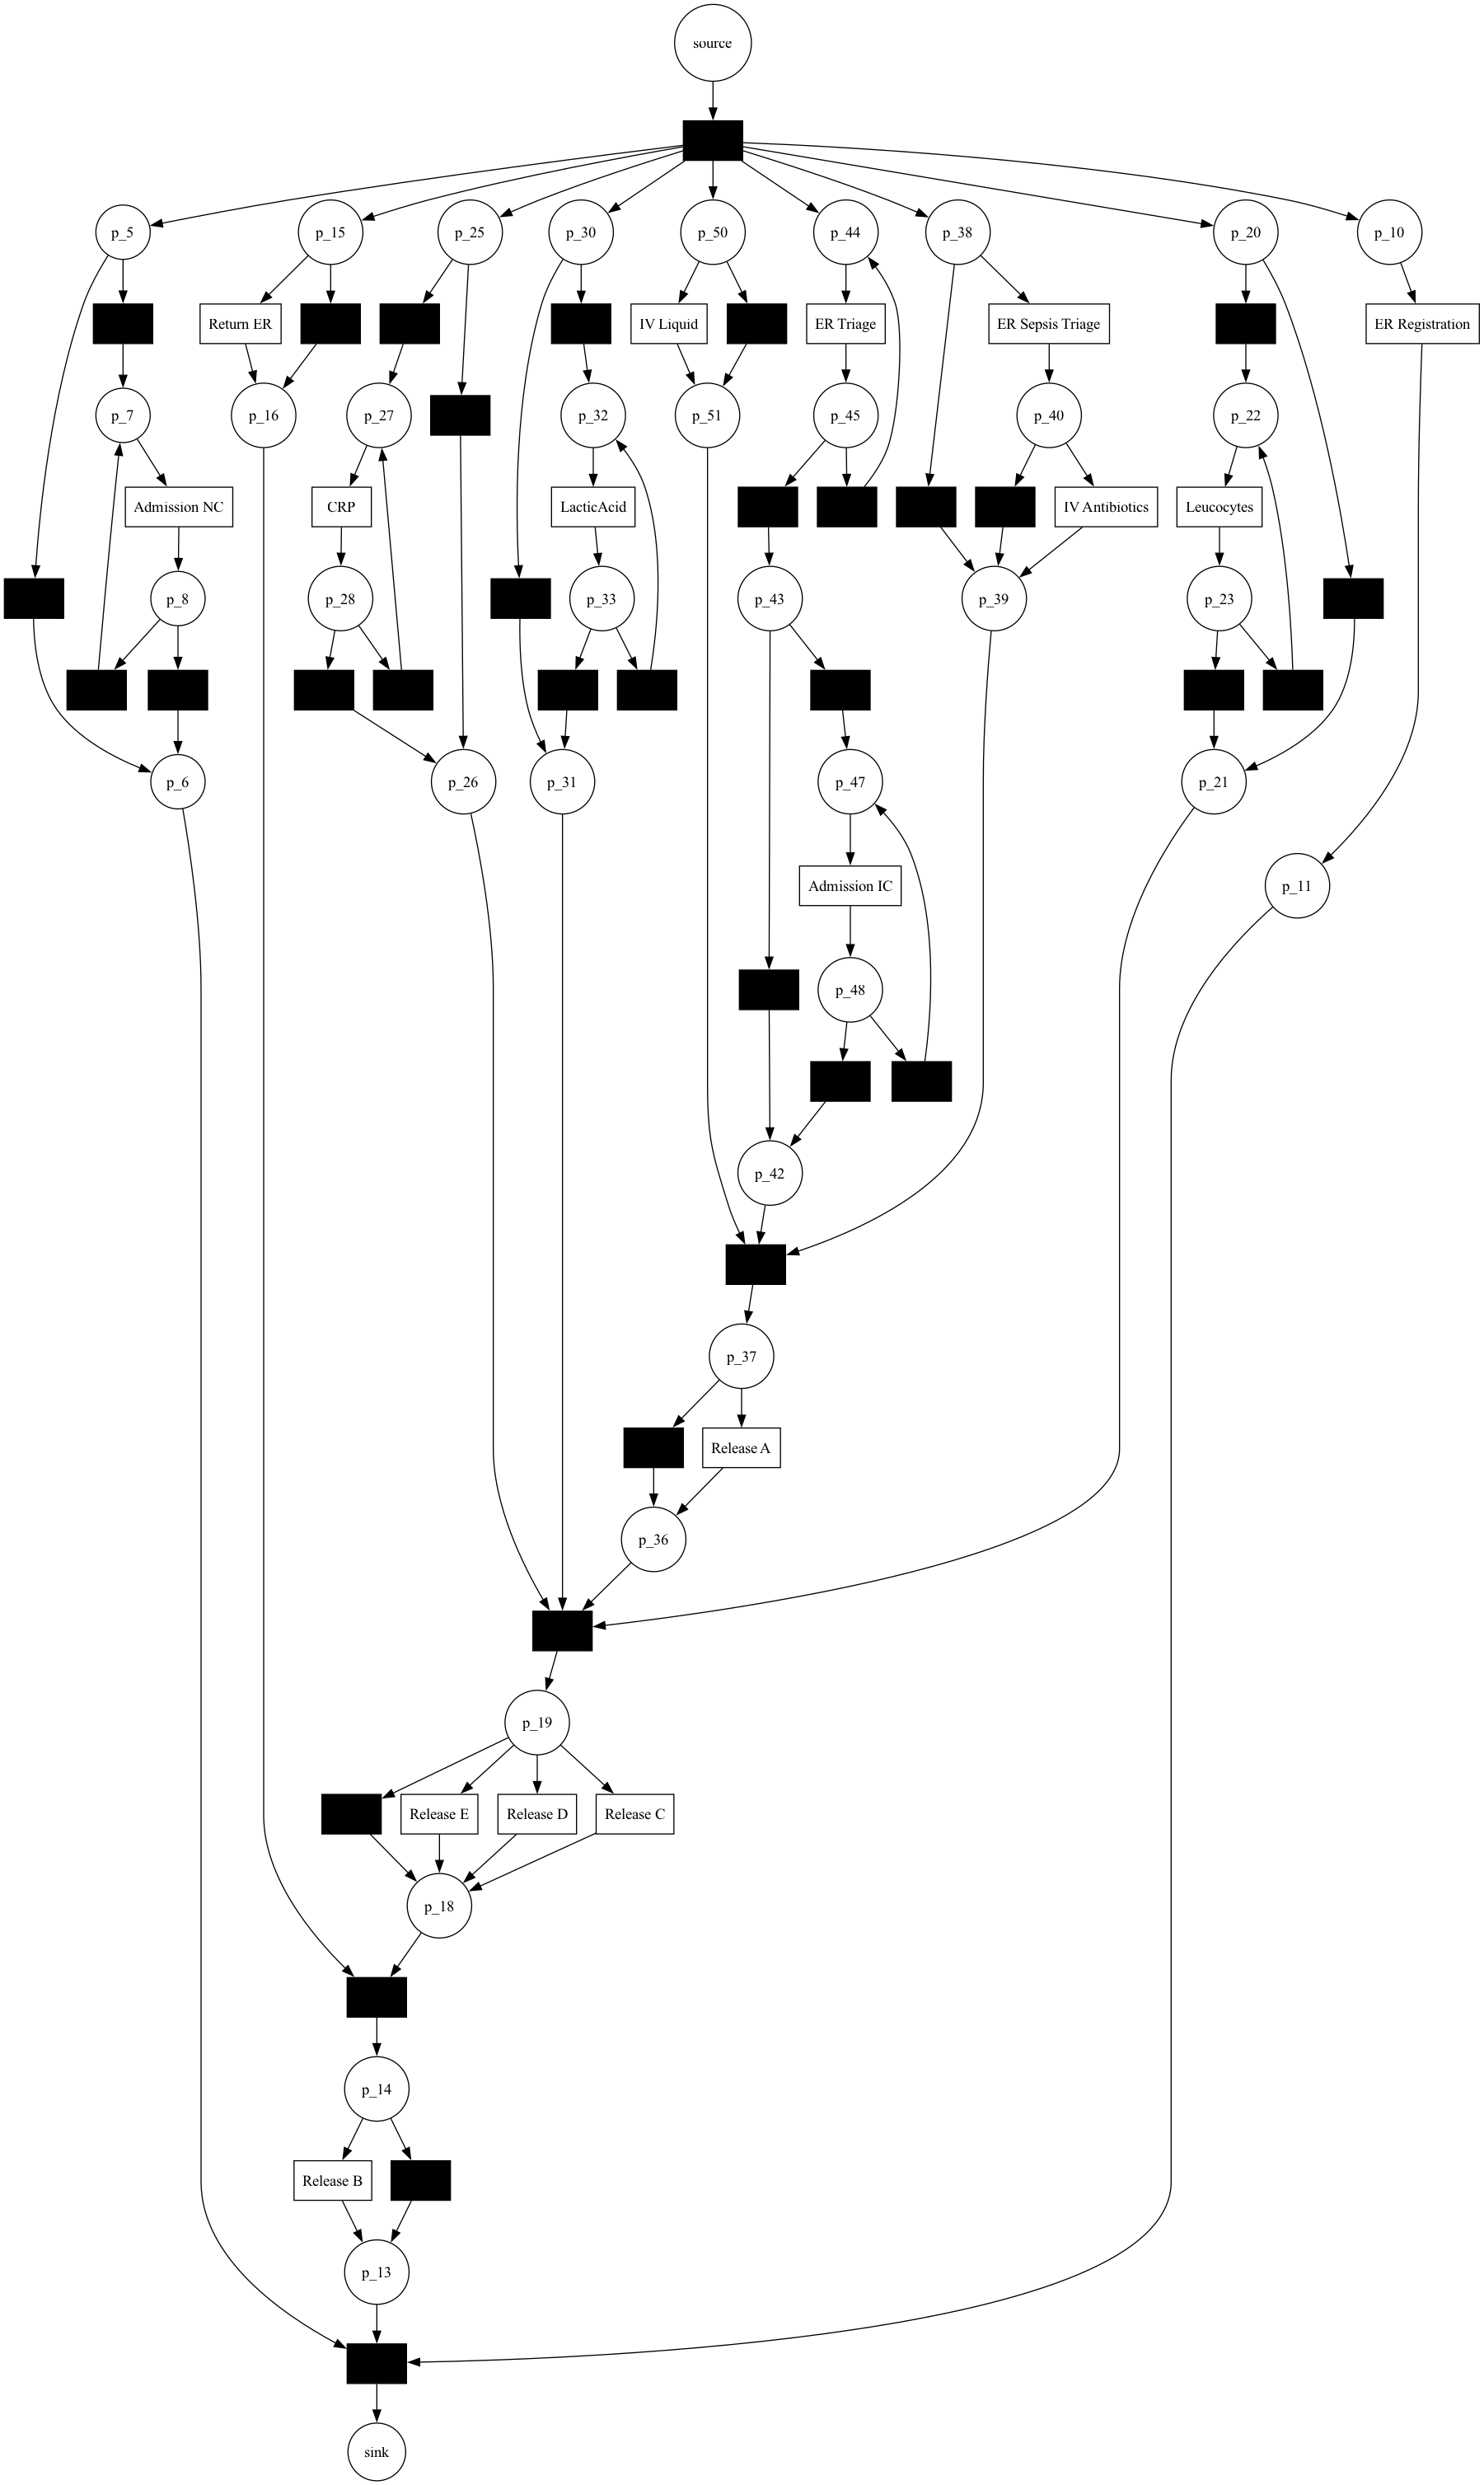 source
p_5
p_15
p_25
p_30
p_50
p_44
p_38
p_20
p_10
Return ER
IV Liquid
ER Triage
ER Sepsis Triage
ER Registration
p_7
p_16
p_27
p_32
p_51
p_45
p_40
p_22
Admission NC
CRP
LacticAcid
IV Antibiotics
Leucocytes
p_8
p_28
p_33
p_43
p_39
p_23
p_6
p_26
p_31
p_47
p_21
Admission IC
p_11
p_48
p_42
p_37
Release A
p_36
p_19
Release E
Release D
Release C
p_18
p_14
Release B
p_13
sink